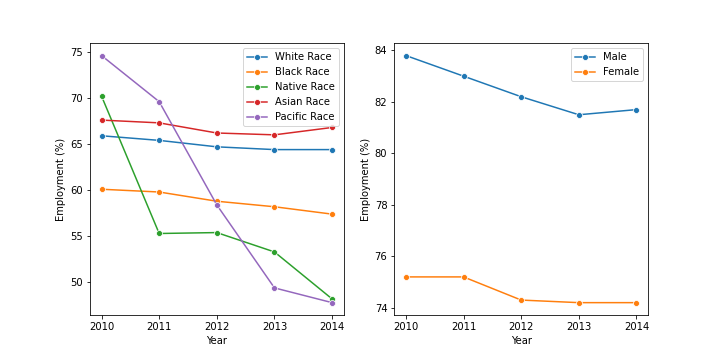 75
70
65
60
55
50
Employment (%)
2010 2011 2012 2013 2014
Year
White Race
Black Race
Native Race
Asian Race
Pacific Race
84
82
80
78
76
74
Employment (%)
2010 2011 2012 2013 2014
Year
Male
Female